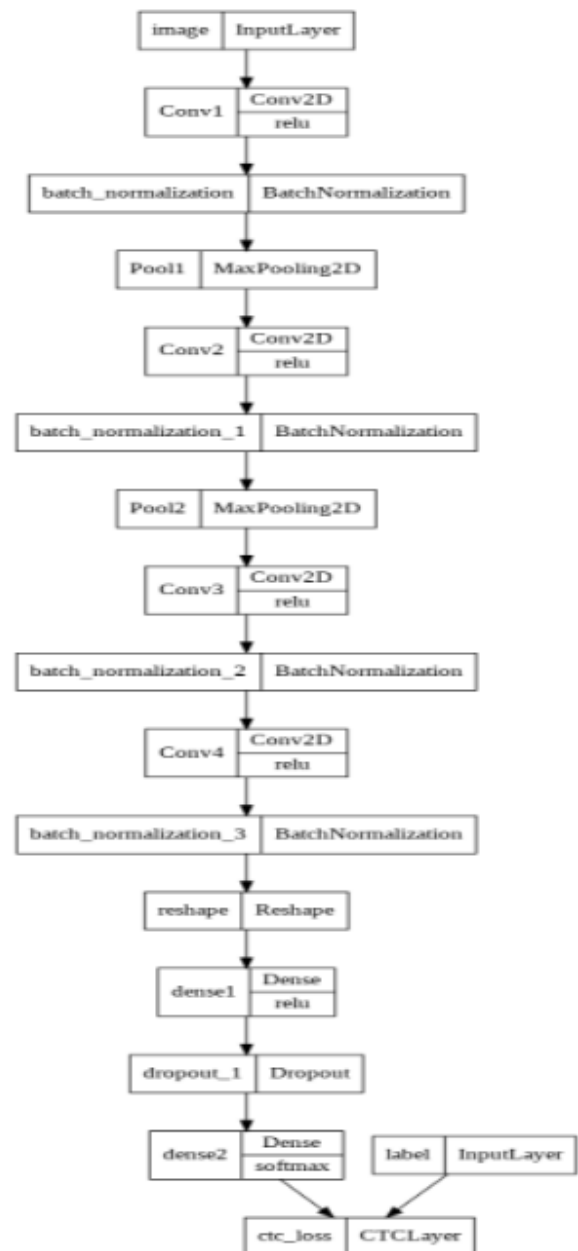 image InputLayer
Conv1 Conv2D
relu
batch_normalization BatchNormalization
Pool1 MaxPooling2D
Conv2 Conv2D
relu
batch_normalization_1 BatchNormalization
Pool2 MaxPooling2D
Conv3 Conv2D
relu
batch_normalization_2 BatchNormalization
Conv4 Conv2D
relu
batch_normalization_3 BatchNormalization
reshape Reshape
dense1 Dense
relu
dropout_1 Dropout
dense2 Dense
softmax
label InputLayer
ctc_loss CTCLayer